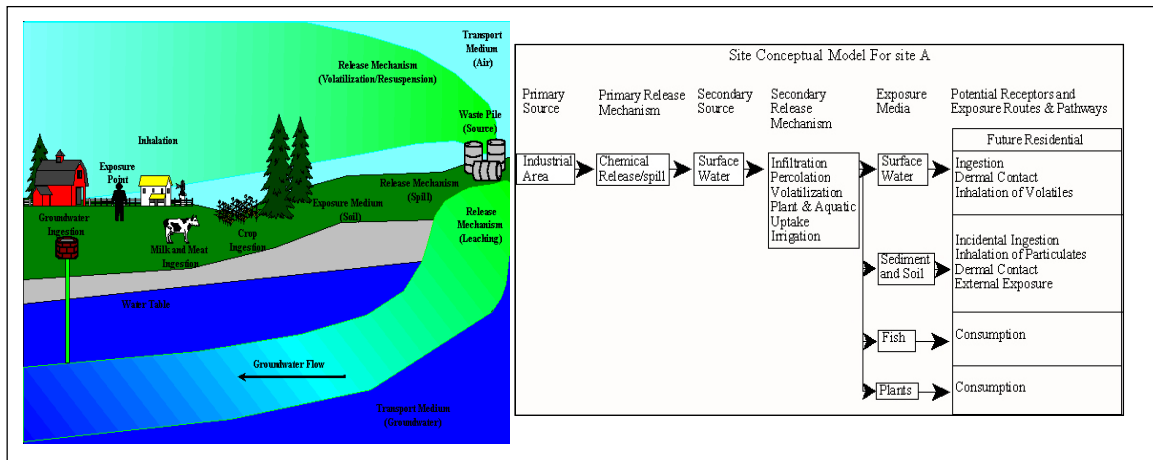 Transport
Medium
(Air)
Release Mechanism
(Volatilization/Resuspension)
Waste Pile
(Source)
Inhalation
Exposure
Point
Release Mechanism
(Spill)
Exposure Medium
(Soil)
Release
Mechanism
(Leaching)
Groundwater
Ingestion
Crop
Ingestion
Milk and Meat
Ingestion
Water Table
Groundwater Flow
Transport Medium
(Groundwater)
Site Conceptual Model For site A
Primary
Source
Primary Release
Mechanism
Secondary
Source
Secondary
Release
Mechanism
Exposure
Media
Potential Receptors and
Exposure Routes & Pathways
Future Residential
Industrial
Area
Chemical
Release/spill
Surface
Water
Infiltration
Percolation
Volatilization
Plant & Aquatic
Uptake
Irrigation
Surface
Water
Ingestion
Dermal Contact
Inhalation of Volatiles
Sediment
and Soil
Incidental Ingestion
Inhalation of Particulates
Dermal Contact
External Exposure
Fish
Consumption
Plants
Consumption